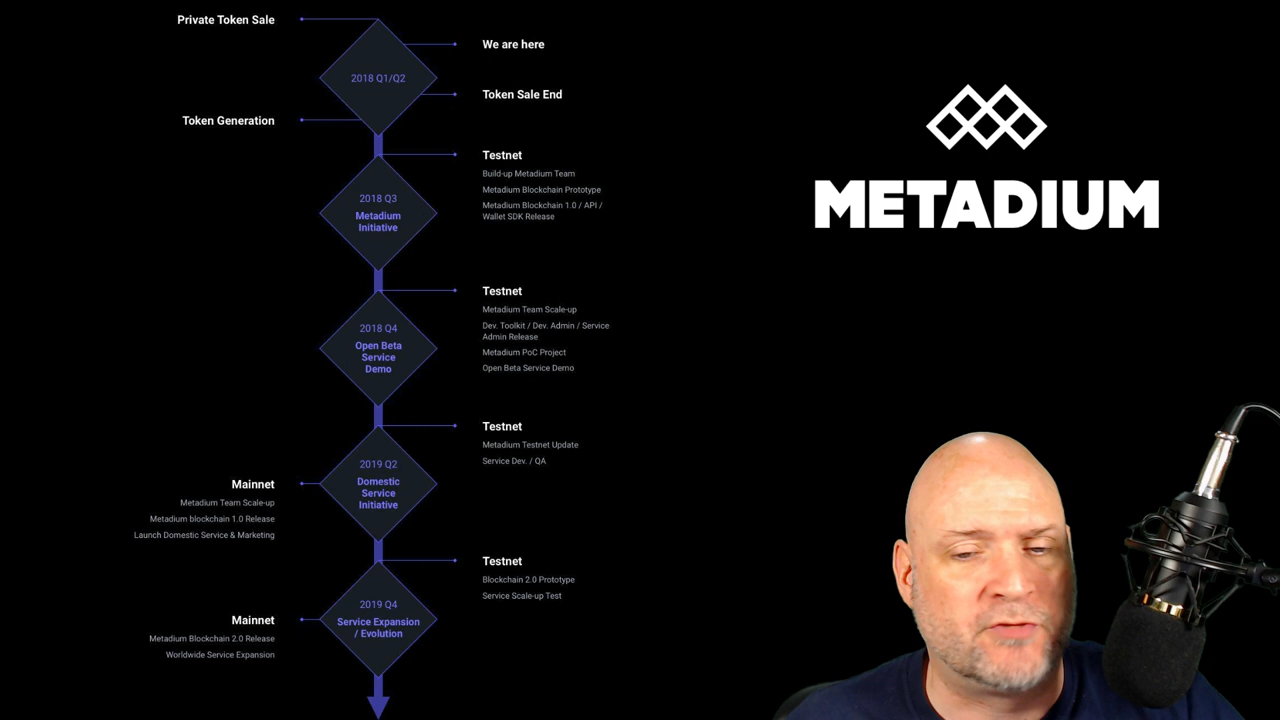 Private Token Sale
We are here
2018 Q1/Q2
Token Sale End
Token Generation
Testnet
Build-up Metadium Team
Metadium Blockchain Prototype
Metadium Blockchain 1.0 / API /
Wallet SDK Release
2018 Q3
Metadium
Initiative
Testnet
Metadium Team Scale-up
Dev. Toolkit / Dev. Admin / Service
Admin Release
Metadium PoC Project
Open Beta Service Demo
2018 Q4
Open Beta
Service
Demo
Testnet
Metadium Testnet Update
Service Dev. / QA
2019 Q2
Domestic
Service
Initiative
Mainnet
Metadium Team Scale-up
Metadium blockchain 1.0 Release
Launch Domestic Service & Marketing
Testnet
Blockchain 2.0 Prototype
Service Scale-up Test
2019 Q4
Service Expansion
/ Evolution
Mainnet
Metadium Blockchain 2.0 Release
Worldwide Service Expansion
METADIUM